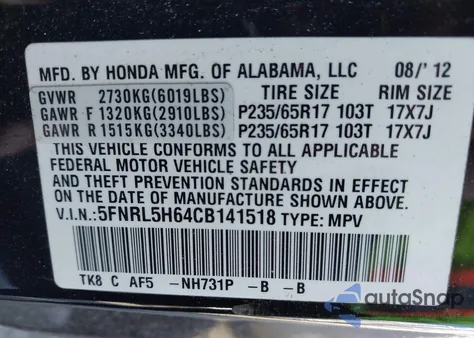 MFD. BY HONDA MFG. OF ALABAMA, LLC 08/' 12
GVWR 2730KG(6019LBS) TIRE SIZE RIM SIZE
GAWR F 1320KG(2910LBS) P235/65R17 103T 17X7J
GAWR R 1515KG(3340LBS) P235/65R17 103T 17X7J
THIS VEHICLE CONFORMS TO ALL APPLICABLE
FEDERAL MOTOR VEHICLE SAFETY
AND THEFT PREVENTION STANDARDS IN EFFECT
ON THE DATE OF MANUFACTURE SHOWN ABOVE.
V.I.N.: 5FNRL5H64CB141518 TYPE: MPV
TK8 C AF5 -NH731P -B -B
autoSnap